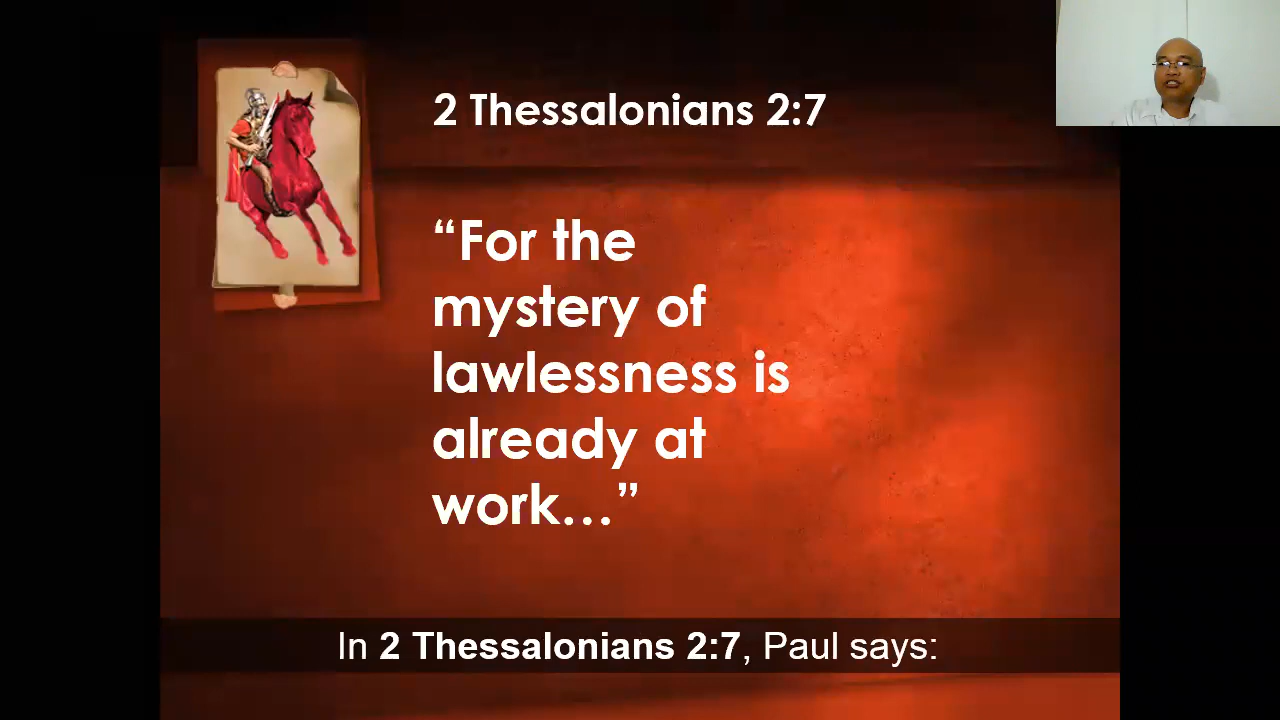 2 Thessalonians 2:7
“For the
mystery of
lawlessness is
already at
work…”
In 2 Thessalonians 2:7, Paul says: